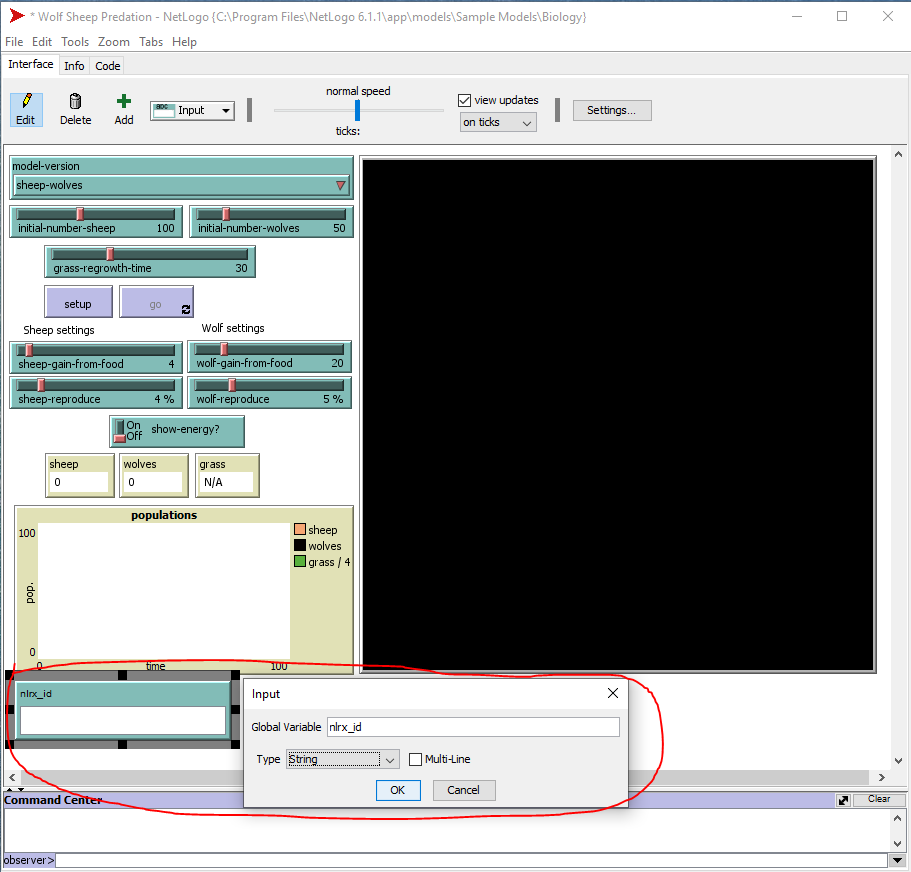 * Wolf Sheep Predation - NetLogo {C:\Program Files\NetLogo 6.1.1\app\models\Sample Models\Biology}
File Edit Tools Zoom Tabs Help
Interface Info Code
Edit Delete Add abc Input normal speed ticks: view updates on ticks Settings...
model-version
sheep-wolves
initial-number-sheep 100 initial-number-wolves 50
grass-regrowth-time 30
setup go
Sheep settings Wolf settings
sheep-gain-from-food 4 wolf-gain-from-food 20
sheep-reproduce 4 % wolf-reproduce 5 %
On
Off show-energy?
sheep wolves grass
0 0 N/A
populations
100
pop.
0
0 time 100
sheep
wolves
grass / 4
nlrx_id
Input
Global Variable nlrx_id
Type String Multi-Line
OK Cancel
Command Center Clear
observer>